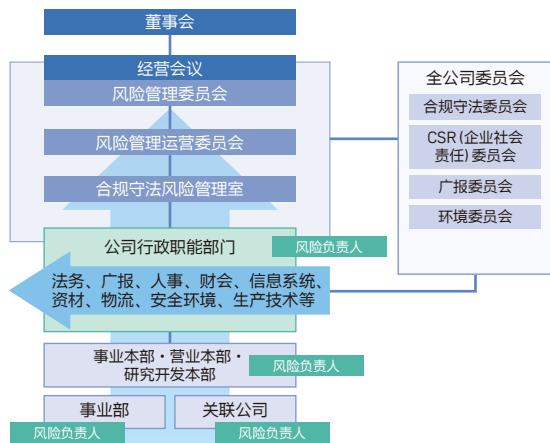 董事会
经营会议
风险管理委员会
风险管理运营委员会
合规守法风险管理室
全公司委员会
合规守法委员会
CSR (企业社会
责任) 委员会
广报委员会
环境委员会
公司行政职能部门
风险负责人
法务、广报、人事、财会、信息系统、
资材、物流、安全环境、生产技术等
事业本部・营业本部・
研究开发本部
风险负责人
事业部
关联公司
风险负责人
风险负责人